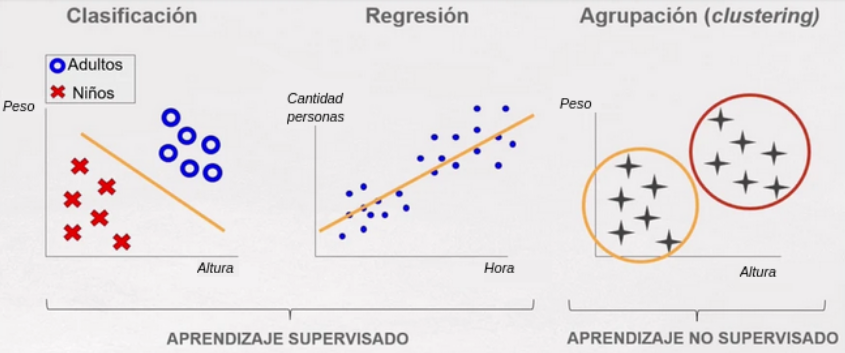 Clasificación
Adultos
Niños
Peso
Altura
Regresión
Cantidad
personas
Hora
Agrupación (clustering)
Peso
Altura
APRENDIZAJE SUPERVISADO
APRENDIZAJE NO SUPERVISADO